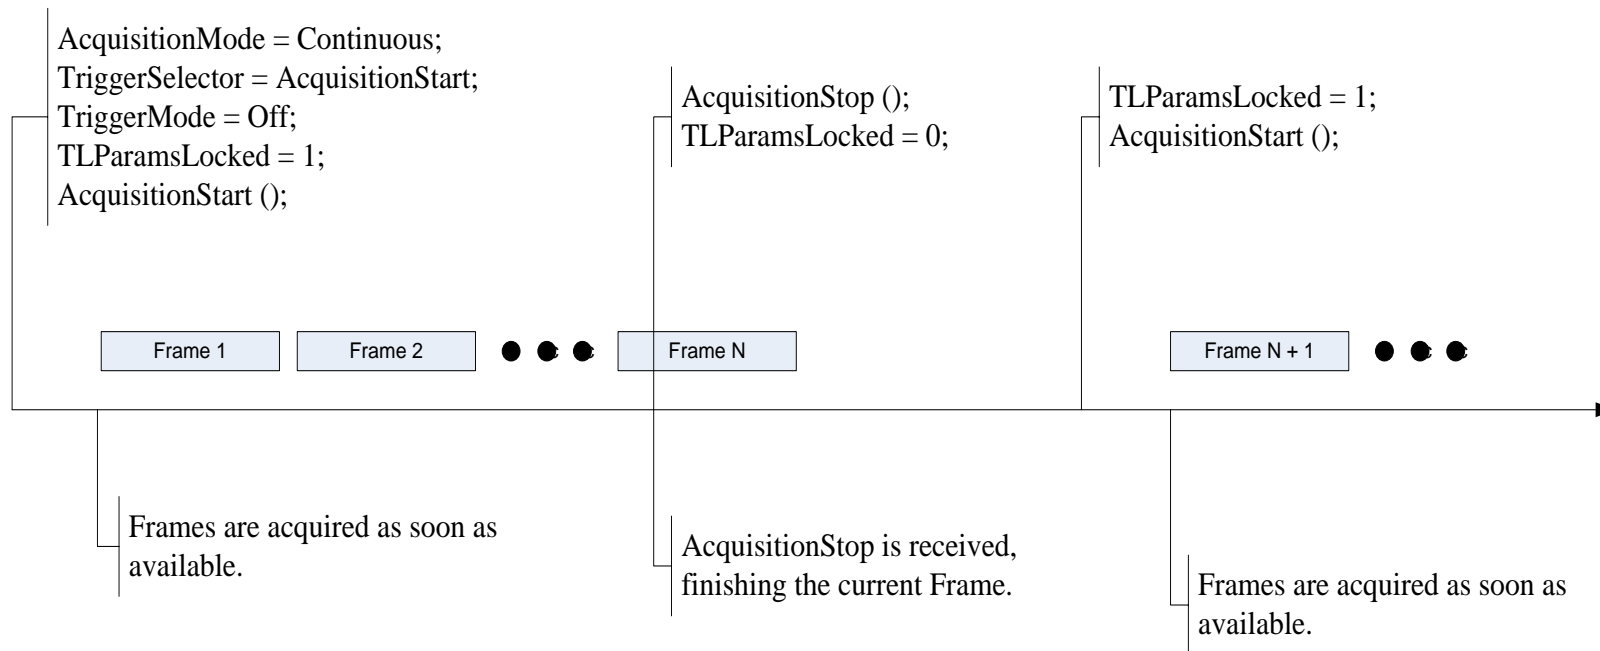 AcquisitionMode = Continuous;
TriggerSelector = AcquisitionStart;
TriggerMode = Off;
TLParamsLocked = 1;
AcquisitionStart ();
AcquisitionStop ();
TLParamsLocked = 0;
TLParamsLocked = 1;
AcquisitionStart ();
Frame 1
Frame 2
Frame N
Frame N + 1
Frames are acquired as soon as
available.
AcquisitionStop is received,
finishing the current Frame.
Frames are acquired as soon as
available.